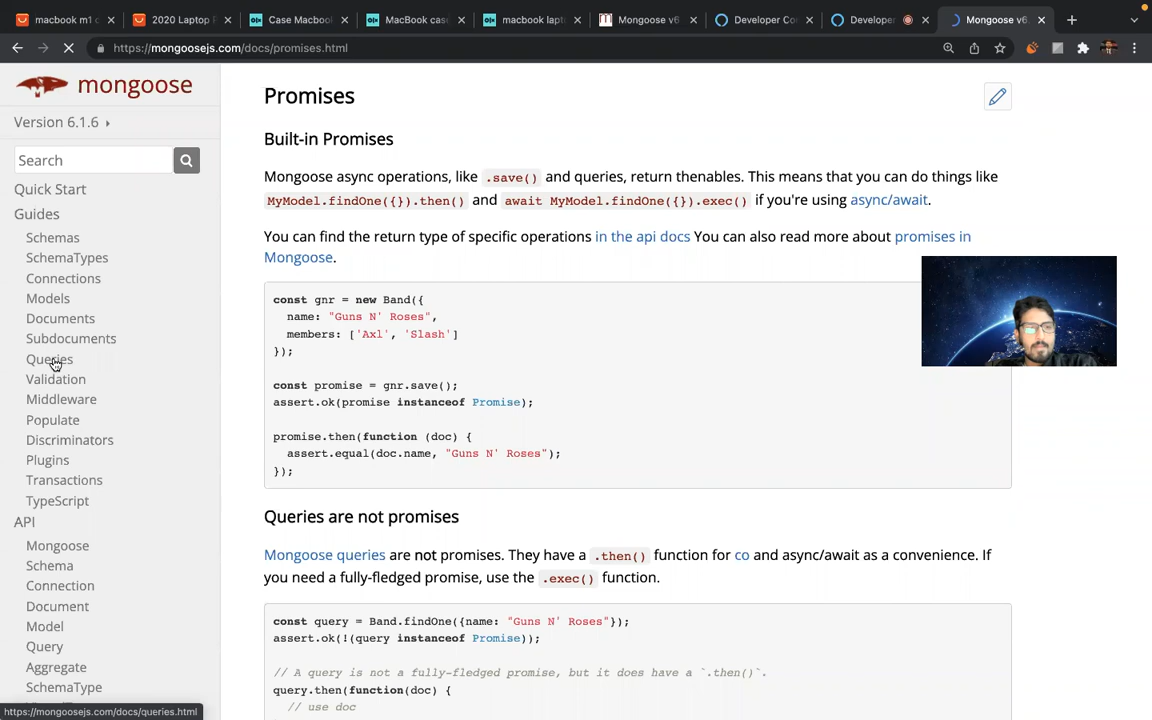 macbook m1 c
2020 Laptop P
Case Macbook
MacBook case
macbook lapt
Mongoose v6
Developer Co
Develope
Mongoose v6.
https://mongoosejs.com/docs/promises.html
mongoose
Version 6.1.6
Search
Quick Start
Guides
Schemas
SchemaTypes
Connections
Models
Documents
Subdocuments
Queries
Validation
Middleware
Populate
Discriminators
Plugins
Transactions
TypeScript
API
Mongoose
Schema
Connection
Document
Model
Query
Aggregate
SchemaType
https://mongoosejs.com/docs/queries.html
Promises
Built-in Promises
Mongoose async operations, like .save() and queries, return thenables. This means that you can do things like
MyModel.findOne({}).then() and await MyModel.findOne({}).exec() if you're using async/await.
You can find the return type of specific operations in the api docs You can also read more about promises in
Mongoose.
const gnr = new Band({
name: "Guns N' Roses",
members: ['Axl', 'Slash']
});
const promise = gnr.save();
assert.ok(promise instanceof Promise);
promise.then(function (doc) {
assert.equal(doc.name, "Guns N' Roses");
});
Queries are not promises
Mongoose queries are not promises. They have a .then() function for co and async/await as a convenience. If
you need a fully-fledged promise, use the .exec() function.
const query = Band.findOne({name: "Guns N' Roses"});
assert.ok(!(query instanceof Promise));
// A query is not a fully-fledged promise, but it does have a `.then()`.
query.then(function(doc) {
// use doc